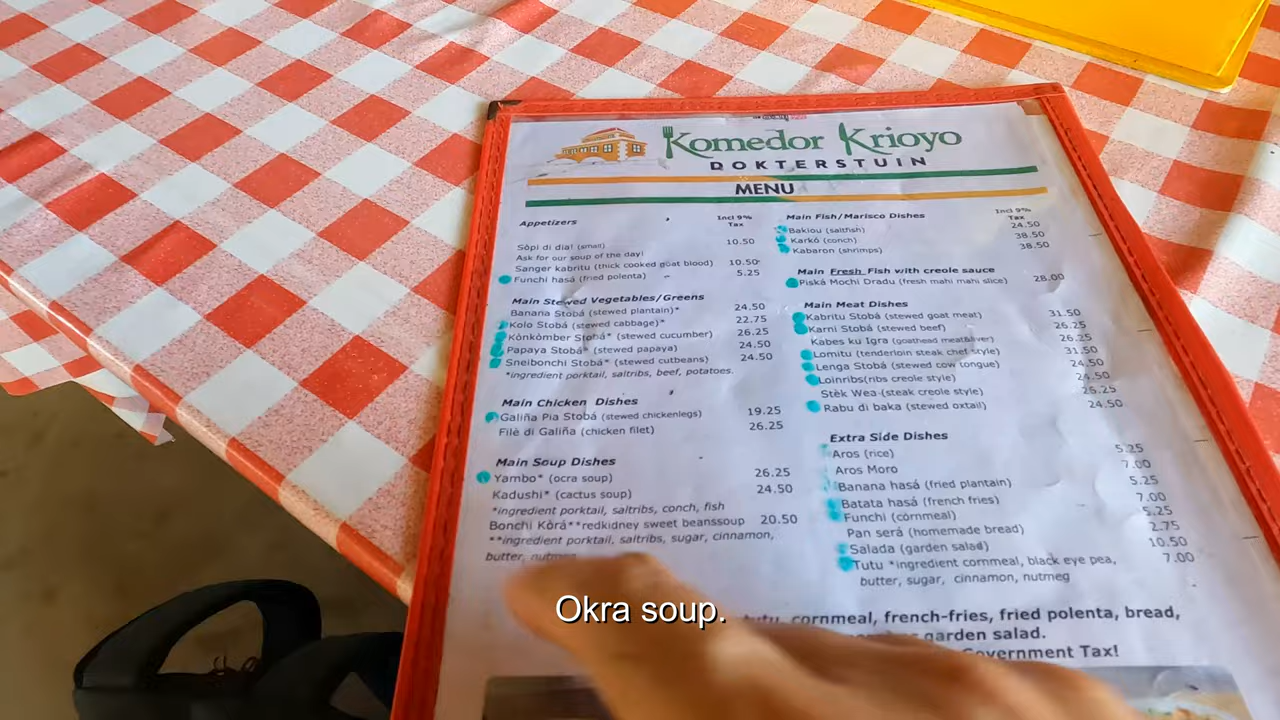 Komedor Krioyo
DOKTERSTUIN
MENU
Appetizers
Incl 9%
Tax
Sòpi di dia! (small) 10.50
Ask for our soup of the day!
Sanger kabritu (thick cooked goat blood) 10.50
Funchi hasá (fried polenta) 5.25
Main Stewed Vegetables/Greens
Banana Stobá (stewed plantain)* 24.50
Kolo Stobá (stewed cabbage)* 22.75
Kònkòmber Stobá* (stewed cucumber) 26.25
Papaya Stobá* (stewed papaya) 24.50
Sneibonchi Stobá* (stewed cutbeans) 24.50
*ingredient porktail, saltribs, beef, potatoes.
Main Chicken Dishes
Galiña Pia Stobá (stewed chickenlegs) 19.25
Filè di Galiña (chicken filet) 26.25
Main Soup Dishes
Yambo* (ocra soup) 26.25
Kadushi* (cactus soup) 24.50
*ingredient porktail, saltribs, conch, fish
Bonchi Kòrá**redkidney sweet beanssoup 20.50
**ingredient porktail, saltribs, sugar, cinnamon,
butter, nutmeg
Main Fish/Marisco Dishes
Incl 9%
Tax
Bakiou (saltfish) 24.50
Karkó (conch) 38.50
Kabaron (shrimps) 38.50
Main Fresh Fish with creole sauce
Piská Mochi Dradu (fresh mahi mahi slice) 28.00
Main Meat Dishes
Kabritu Stobá (stewed goat meat) 31.50
Karni Stobá (stewed beef) 26.25
Kabes ku Igra (goathead meat&liver) 26.25
Lomitu (tenderloin steak chef style) 31.50
Lenga Stobá (stewed cow tongue) 24.50
Loinribs(ribs creole style) 24.50
Stèk Wea (steak creole style) 26.25
Rabu di baka (stewed oxtail) 24.50
Extra Side Dishes
Aros (rice) 5.25
Aros Moro 7.00
Banana hasá (fried plantain) 5.25
Batata hasá (french fries) 7.00
Funchi (cornmeal) 5.25
Pan será (homemade bread) 2.75
Salada (garden salad) 10.50
Tutu *ingredient cornmeal, black eye pea, 7.00
butter, sugar, cinnamon, nutmeg
tutu, cornmeal, french-fries, fried polenta, bread,
garden salad.
Government Tax!
Okra soup.